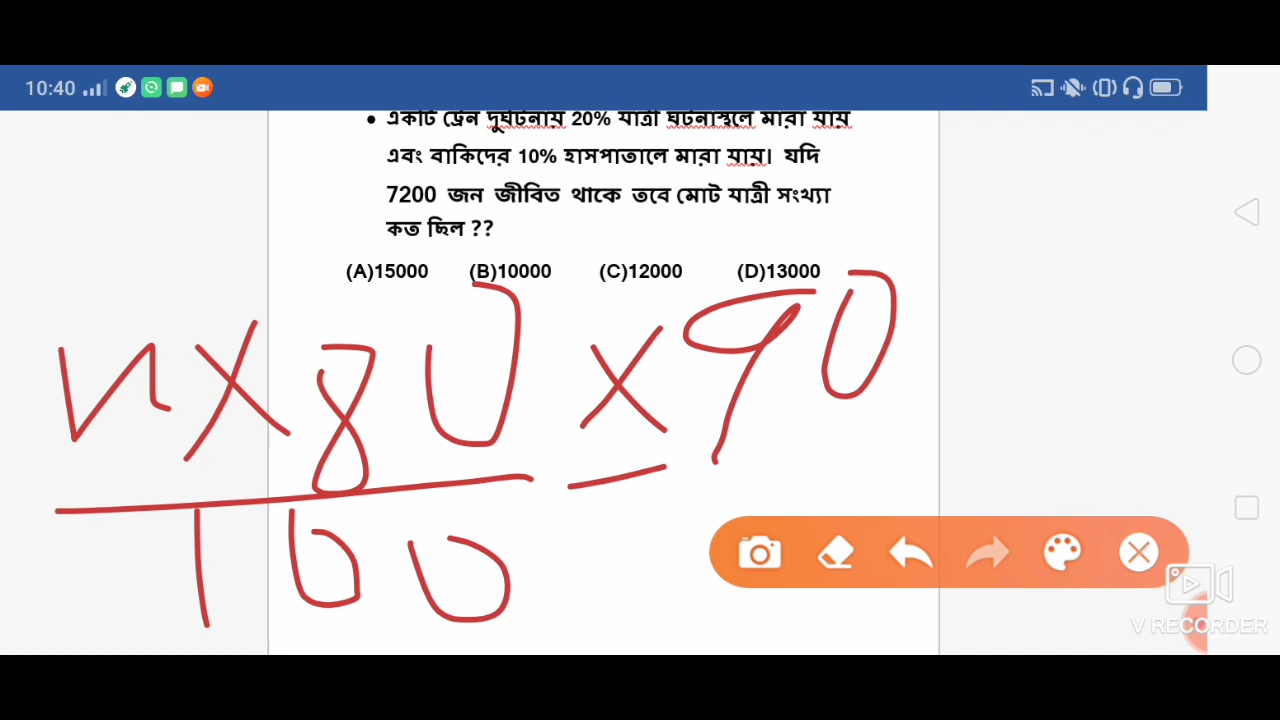 10:40
• একটি ট্রেন দুর্ঘটনায় 20% যাত্রী ঘটনাস্থলে মারা যায়
এবং বাকিদের 10% হাসপাতালে মারা যায়। যদি
7200 জন জীবিত থাকে তবে মোট যাত্রী সংখ্যা
কত ছিল ??
(A)15000 (B)10000 (C)12000 (D)13000
x 80 x 90
100
V RECORDER